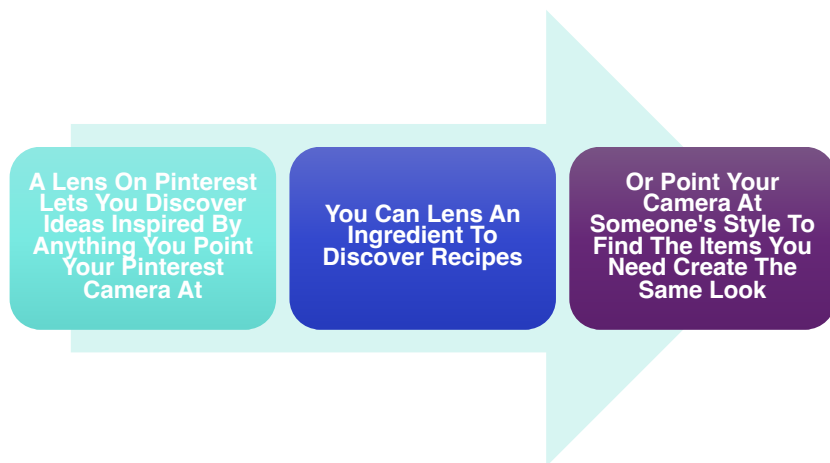 A Lens On Pinterest
Lets You Discover
Ideas Inspired By
Anything You Point
Your Pinterest
Camera At
You Can Lens An
Ingredient To
Discover Recipes
Or Point Your
Camera At
Someone's Style To
Find The Items You
Need Create The
Same Look